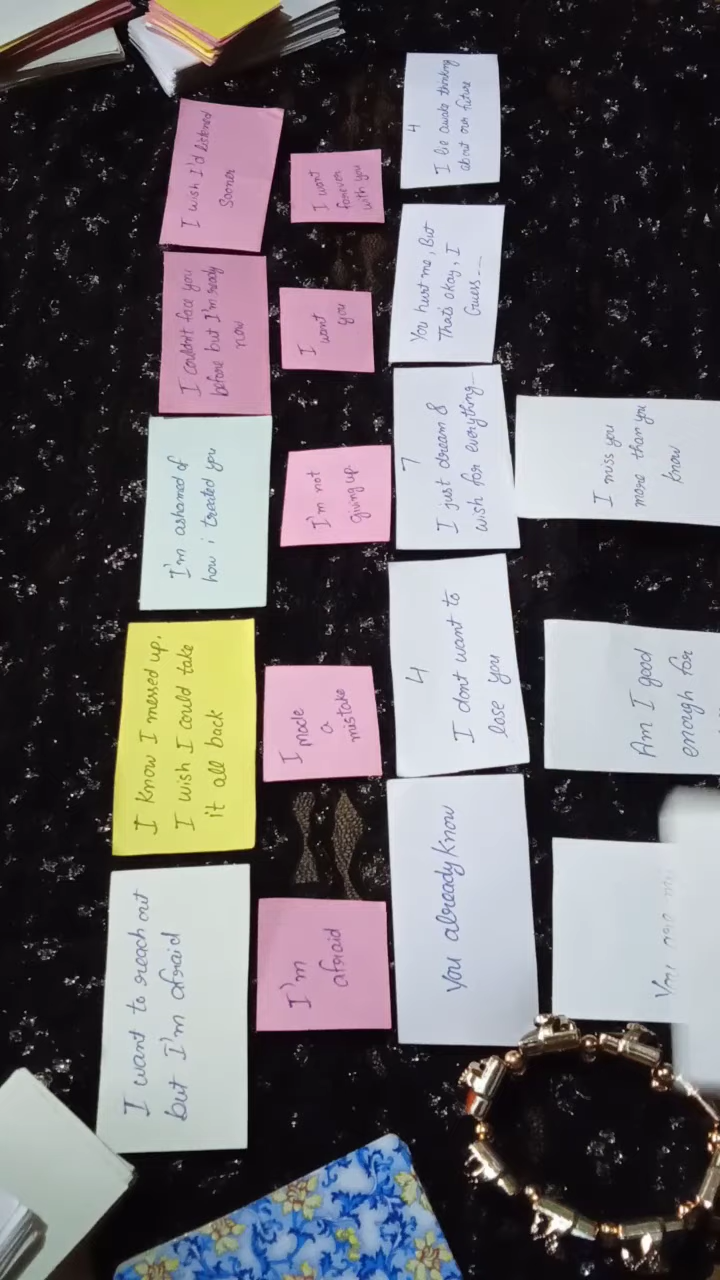 I want to reach out
but I'm afraid
I know I messed up.
I wish I could take
it all back
I'm ashamed of
how i treated you
I couldn't face you
before but I'm ready
now
I wish I'd listened
sooner
I'm
afraid
I made
a
mistake
I'm not
giving up
I want
you
I want
forever
with you
You already know
4
I dont want to
lose you
7
I just dream &
wish for everything
You hurt me, But
That's okay, I
Guess---
4
I lie awake thinking
about our future
You are
Am I good
enough for
I miss you
more than you
know